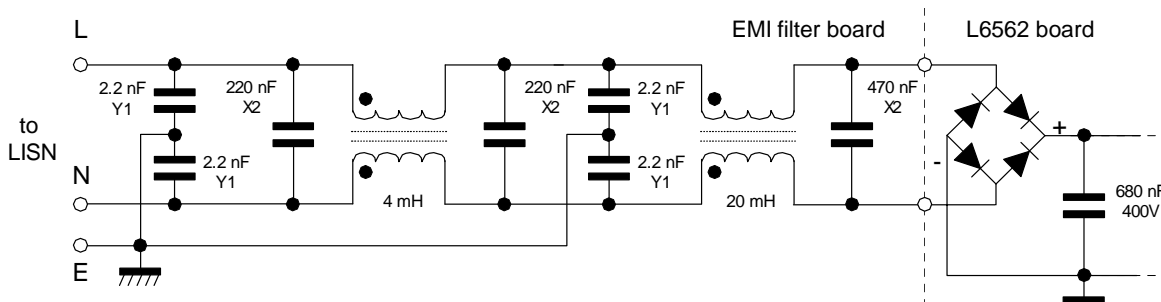 L
EMI filter board
L6562 board
2.2 nF
Y1
220 nF
X2
220 nF
X2
2.2 nF
Y1
470 nF
X2
to
LISN
+
-
2.2 nF
Y1
2.2 nF
Y1
N
4 mH
20 mH
680 nF
400V
E